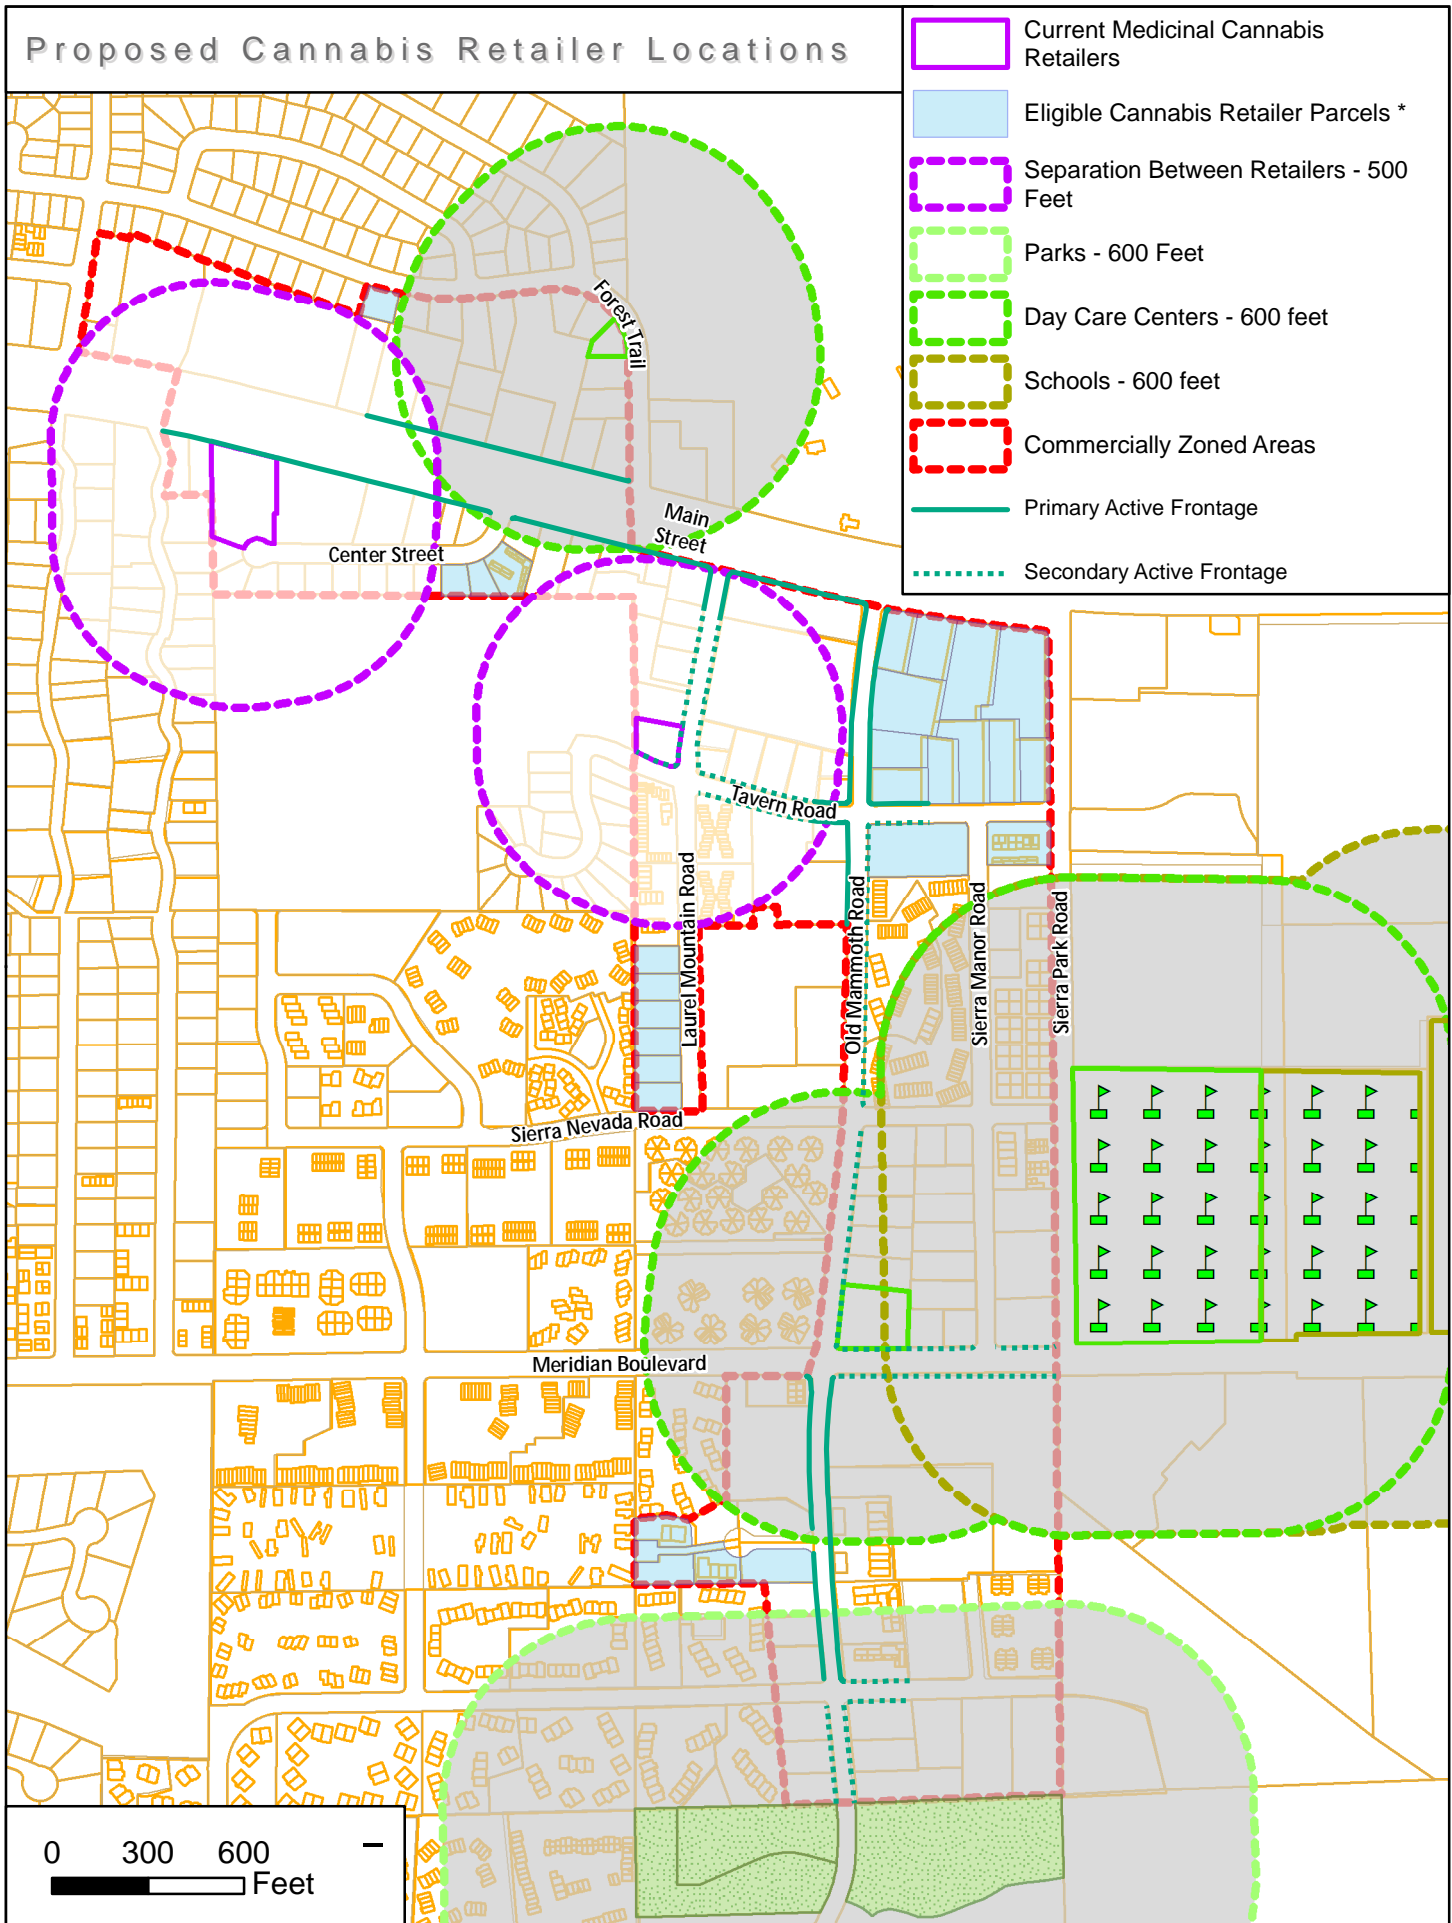 Proposed Cannabis Retailer Locations
Current Medicinal Cannabis
Retailers
Eligible Cannabis Retailer Parcels *
Separation Between Retailers - 500
Feet
Parks - 600 Feet
Day Care Centers - 600 feet
Schools - 600 feet
Commercially Zoned Areas
Primary Active Frontage
Secondary Active Frontage
Forest Trail
Main
Street
Center Street
Tavern Road
Laurel Mountain Road
Old Mammoth Road
Sierra Manor Road
Sierra Park Road
Sierra Nevada Road
Meridian Boulevard
0 300 600
Feet